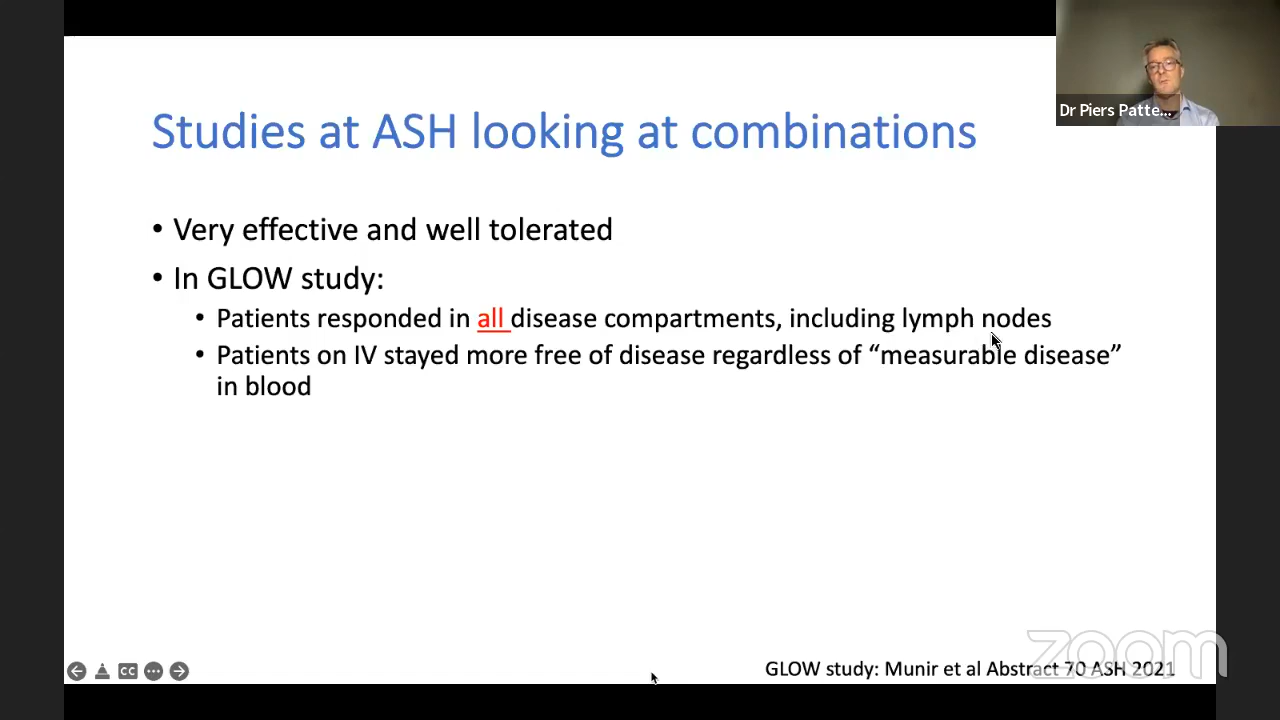 Dr Piers Patte...
Studies at ASH looking at combinations
• Very effective and well tolerated
• In GLOW study:
• Patients responded in all disease compartments, including lymph nodes
• Patients on IV stayed more free of disease regardless of “measurable disease”
in blood
CC
GLOW study: Munir et al Abstract 70 ASH 2021
zoom